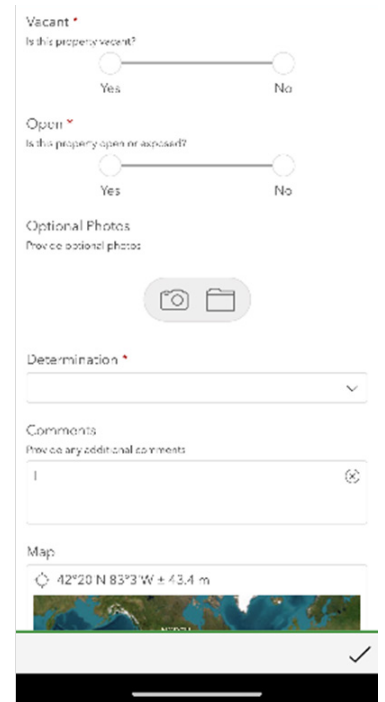 Vacant *
Is this property vacant?
Yes No
Open *
Is this property open or exposed?
Yes No
Optional Photos
Provide optional photos
Determination *
Comments
Provide any additional comments
Map
42°20 N 83°3'W ± 43.4 m